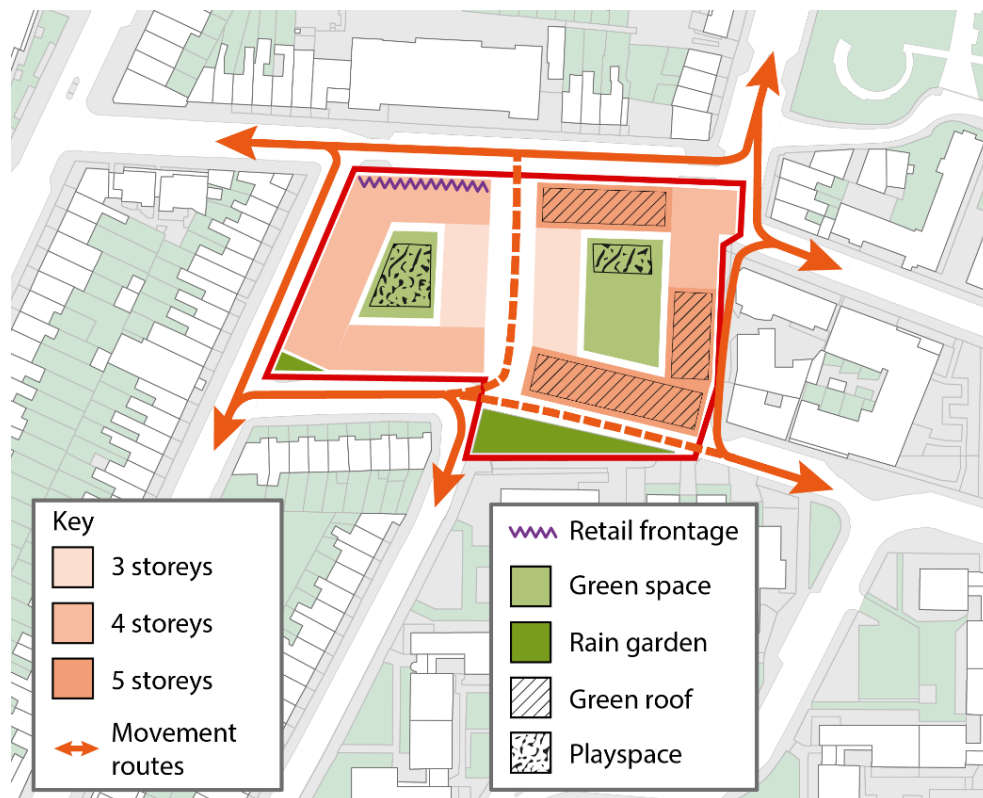 Key
3 storeys
4 storeys
5 storeys
Movement
routes
Retail frontage
Green space
Rain garden
Green roof
Playspace